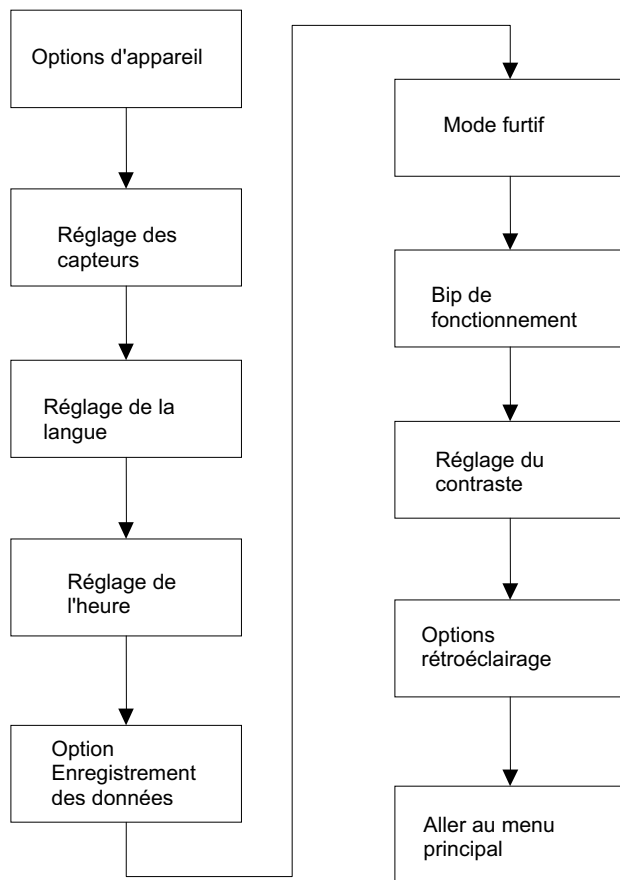 Options d'appareil
Réglage des
capteurs
Réglage de la
langue
Réglage de
l'heure
Option
Enregistrement
des données
Mode furtif
Bip de
fonctionnement
Réglage du
contraste
Options
rétroéclairage
Aller au menu
principal